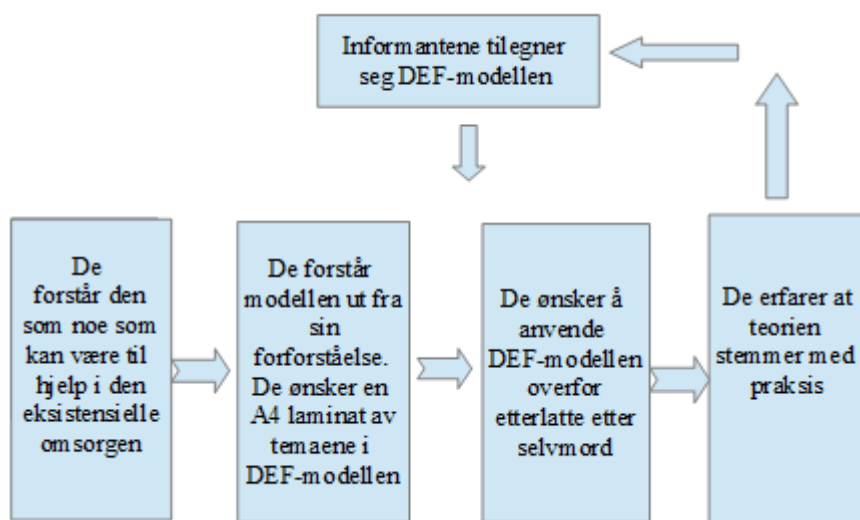 Informantene tilegner
seg DEF-modellen
De
forstår den
som noe som
kan være til
hjelp i den
eksistensielle
omsorgen
De forstår
modellen ut fra
sin
forforståelse.
De ønsker en
A4 laminat av
temaene i
DEF-modellen
De ønsker å
anvende
DEF-modellen
overfor
etterlatte etter
selvmord
De erfarer at
teorien
stemmer med
praksis